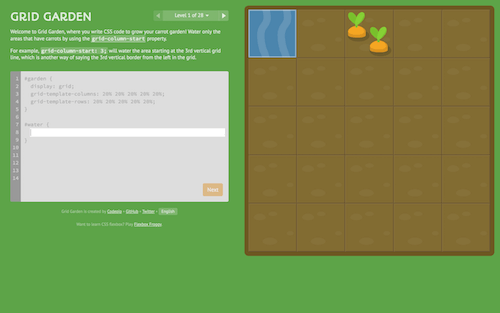 GRID GARDEN
Level 1 of 28
Welcome to Grid Garden, where you write CSS code to grow your carrot garden! Water only the
areas that have carrots by using the grid-column-start property.
For example, grid-column-start: 3; will water the area starting at the 3rd vertical grid
line, which is another way of saying the 3rd vertical border from the left in the grid.
1 #garden {
2 display: grid;
3 grid-template-columns: 20% 20% 20% 20% 20%;
4 grid-template-rows: 20% 20% 20% 20% 20%;
5 }
6
7 #water {
8
9 }
10
11
12
13
14
Next
Grid Garden is created by Codepip • GitHub • Twitter • English
Want to learn CSS flexbox? Play Flexbox Froggy.